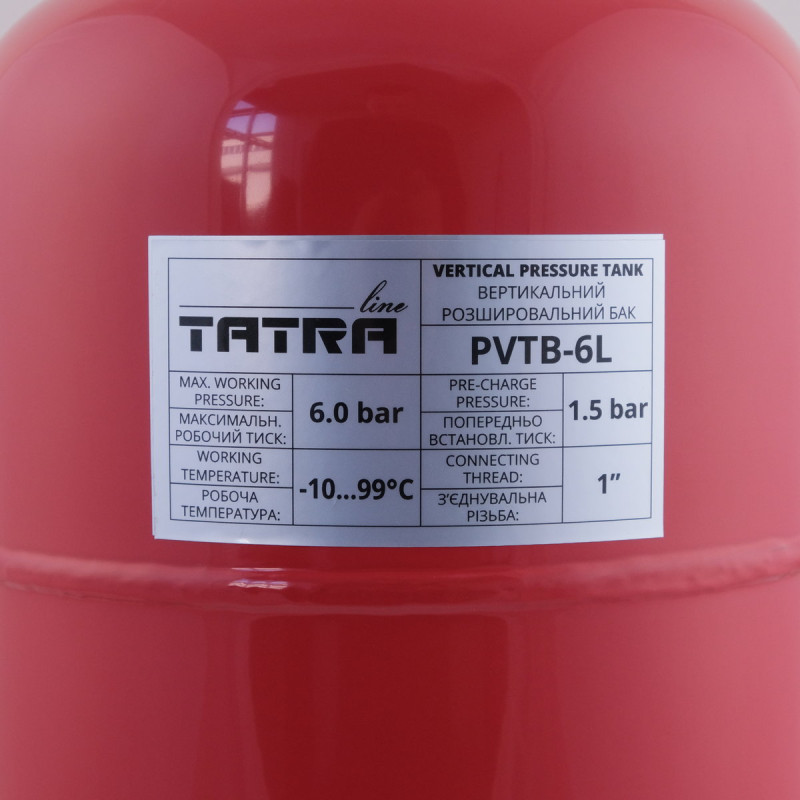 line
TATRA
VERTICAL PRESSURE TANK
ВЕРТИКАЛЬНИЙ
РОЗШИРОВАЛЬНИЙ БАК
PVTB-6L
MAX. WORKING
PRESSURE:
МАКСИМАЛЬН.
РОБОЧИЙ ТИСК:
6.0 bar
PRE-CHARGE
PRESSURE:
ПОПЕРЕДНЬО
ВСТАНОВЛ. ТИСК:
1.5 bar
WORKING
TEMPERATURE:
РОБОЧА
ТЕМПЕРАТУРА:
-10...99°C
CONNECTING
THREAD:
З’ЄДНУВАЛЬНА
РІЗЬБА:
1”